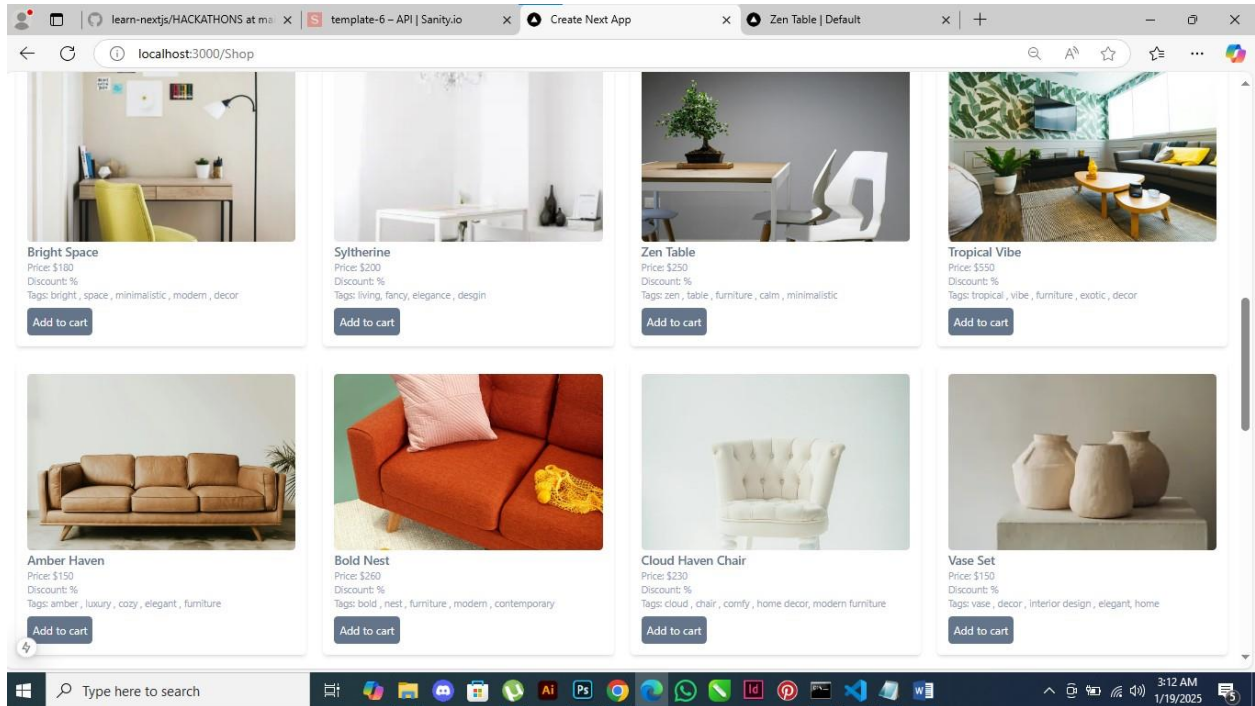 learn-nextjs/HACKATHONS at mai
template-6 – API | Sanity.io
Create Next App
Zen Table | Default
localhost:3000/Shop
Bright Space
Price: $180
Discount: %
Tags: bright , space , minimalistic , modern , decor
Add to cart
Syltherine
Price: $200
Discount: %
Tags: living, fancy, elegance , desgin
Add to cart
Zen Table
Price: $250
Discount: %
Tags: zen , table , furniture , calm , minimalistic
Add to cart
Tropical Vibe
Price: $550
Discount: %
Tags: tropical , vibe , furniture , exotic , decor
Add to cart
Amber Haven
Price: $150
Discount: %
Tags: amber , luxury , cozy , elegant , furniture
Add to cart
Bold Nest
Price: $260
Discount: %
Tags: bold , nest , furniture , modern , contemporary
Add to cart
Cloud Haven Chair
Price: $230
Discount: %
Tags: cloud , chair , comfy , home decor, modern furniture
Add to cart
Vase Set
Price: $150
Discount: %
Tags: vase , decor , interior design , elegant, home
Add to cart
Type here to search
Ai
Ps
Id
3:12 AM
1/19/2025
5